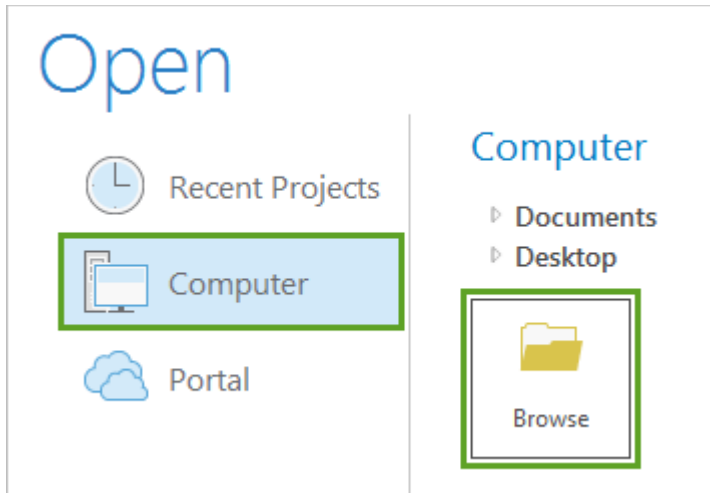 Open
Recent Projects
Computer
Portal
Computer
Documents
Desktop
Browse